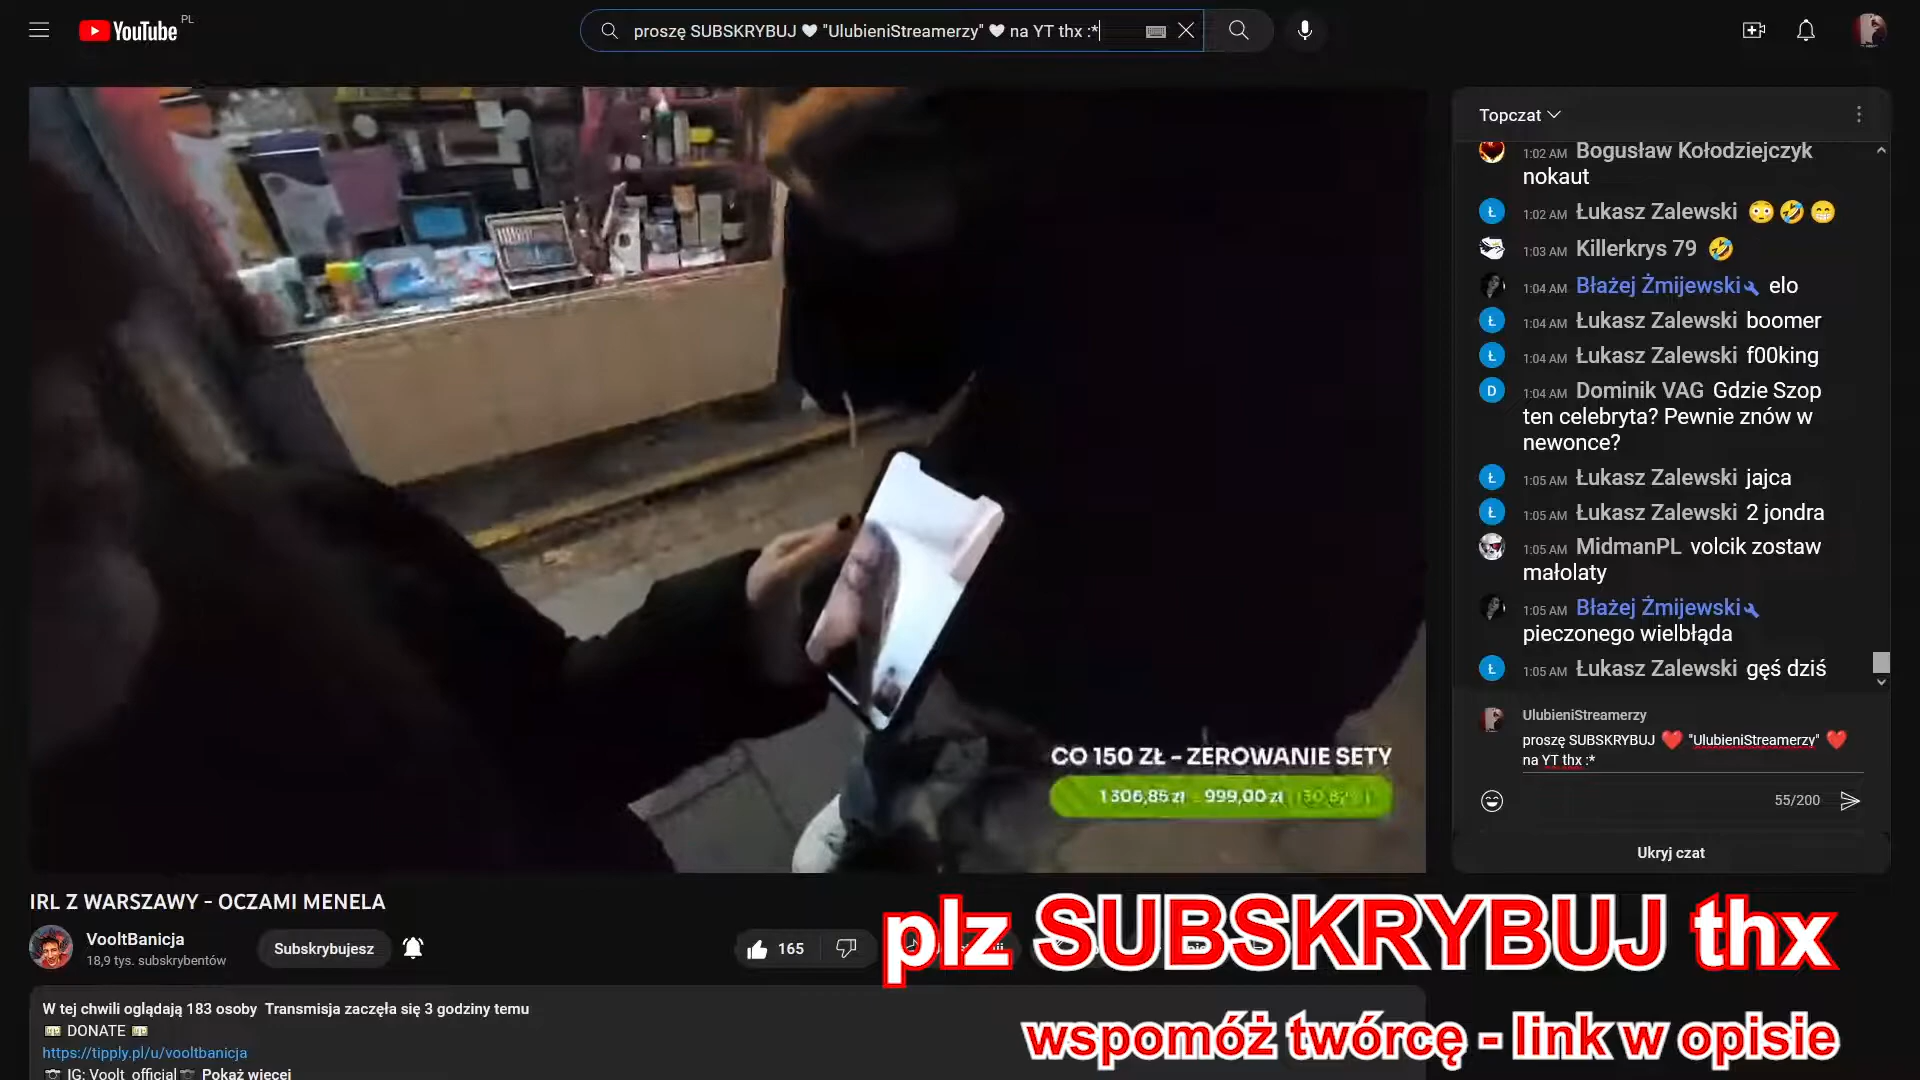 YouTube PL
proszę SUBSKRYBUJ 🤍 "UlubieniStreamerzy" 🤍 na YT thx :*
Topczat
1:02 AM Bogusław Kołodziejczyk
nokaut
Ł 1:02 AM Łukasz Zalewski 😳🤣😁
1:03 AM Killerkrys 79 🤣
1:04 AM Błażej Żmijewski elo
Ł 1:04 AM Łukasz Zalewski boomer
Ł 1:04 AM Łukasz Zalewski f00king
D 1:04 AM Dominik VAG Gdzie Szop
ten celebryta? Pewnie znów w
newonce?
Ł 1:05 AM Łukasz Zalewski jajca
Ł 1:05 AM Łukasz Zalewski 2 jondra
1:05 AM MidmanPL volcik zostaw
małolaty
1:05 AM Błażej Żmijewski
pieczonego wielbłąda
Ł 1:05 AM Łukasz Zalewski gęś dziś
UlubieniStreamerzy
proszę SUBSKRYBUJ ❤️ "UlubieniStreamerzy" ❤️
na YT thx :*
55/200
Ukryj czat
CO 150 ZŁ - ZEROWANIE SETY
1 306,85 zł 999,00 zł
IRL Z WARSZAWY - OCZAMI MENELA
VooltBanicja
18,9 tys. subskrybentów
Subskrybujesz
165
plz SUBSKRYBUJ thx
wspomóż twórcę - link w opisie
W tej chwili oglądają 183 osoby Transmisja zaczęła się 3 godziny temu
DONATE
https://tipply.pl/u/vooltbanicja
IG: Voolt_official Pokaż więcej